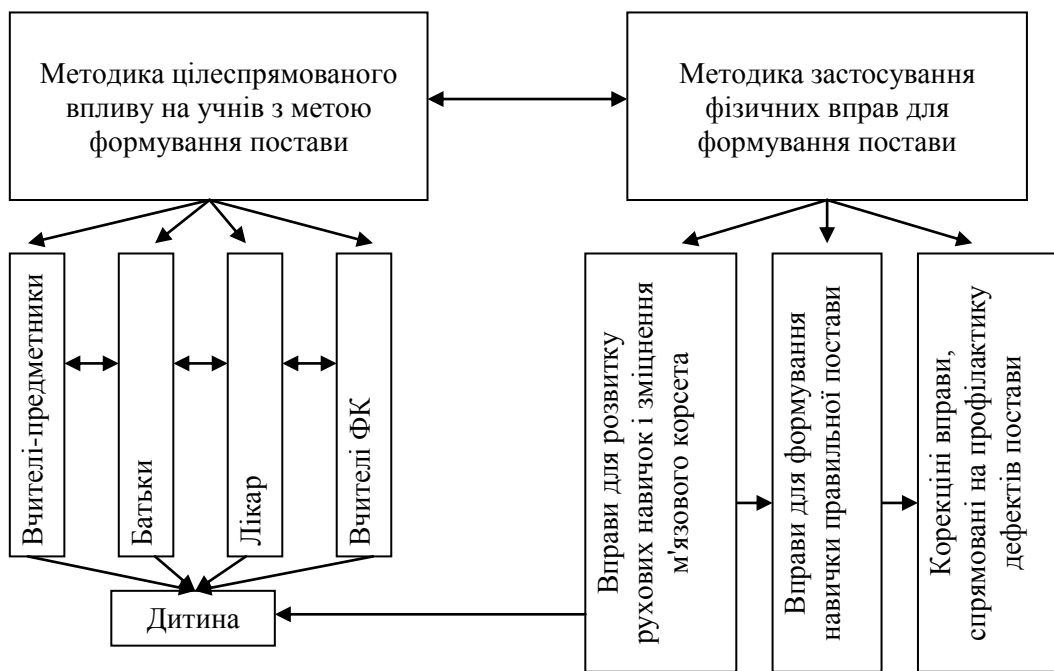 Методика цілеспрямованого
впливу на учнів з метою
формування постави
Методика застосування
фізичних вправ для
формування постави
Вчителі-предметники
Батьки
Лікар
Вчителі ФК
Вправи для розвитку
рухових навичок і зміцнення
м'язового корсета
Вправи для формування
навички правильної постави
Корекціні вправи,
спрямовані на профілактику
дефектів постави
Дитина